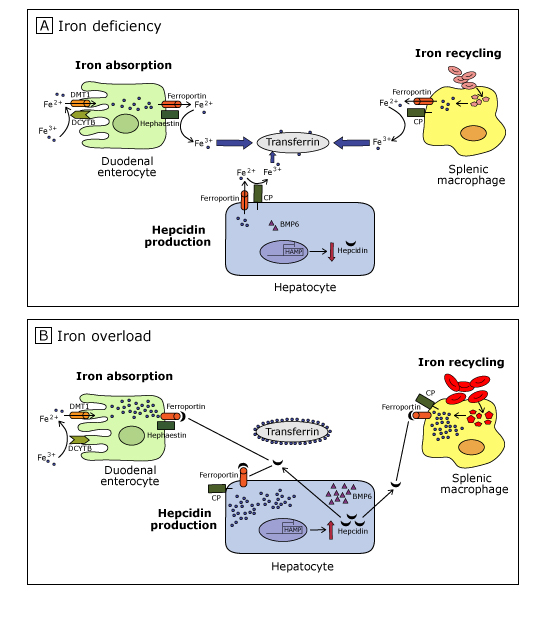 A Iron deficiency
Iron recycling
Iron absorption
Duodenal
enterocyte
DMT1
Fe2+
DCYTB
Fe3+
Ferroportin
Fe2+
Hephaestin
Fe3+
Transferrin
Ferroportin
Fe2+
CP
Fe3+
Splenic
macrophage
Fe2+
Fe3+
Ferroportin
CP
Hepcidin
production
BMP6
HAMP
Hepcidin
Hepatocyte
B Iron overload
Iron recycling
Iron absorption
DMT1
Fe2+
DCYTB
Fe3+
Ferroportin
Hephaestin
Duodenal
enterocyte
Transferrin
CP
Ferroportin
Splenic
macrophage
Ferroportin
CP
Hepcidin
production
BMP6
HAMP
Hepcidin
Hepatocyte